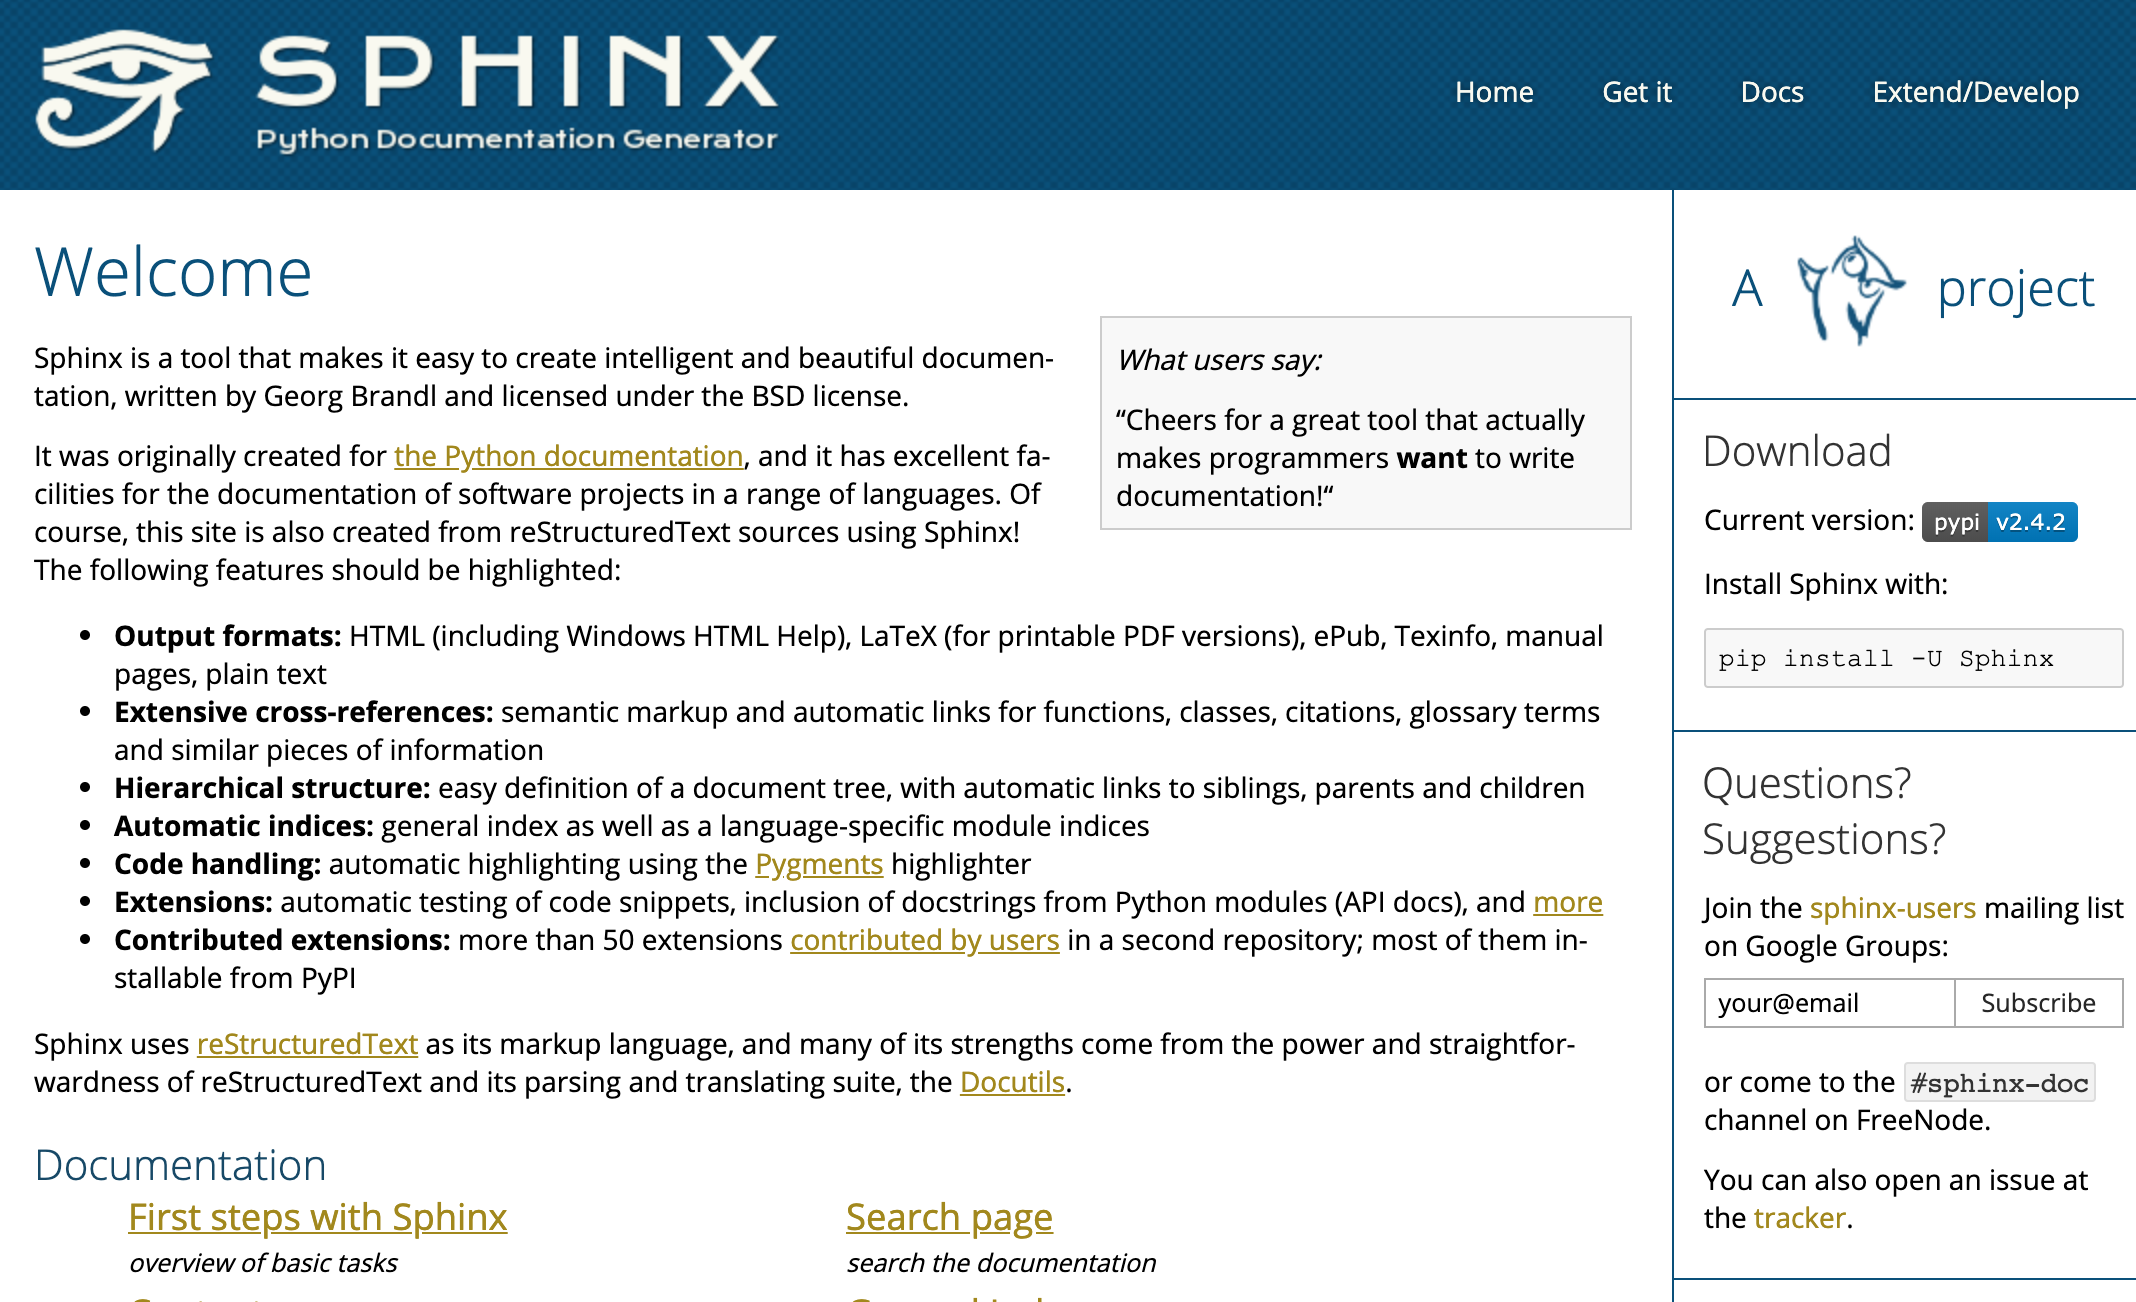 SPHINX
Python Documentation Generator
Home
Get it
Docs
Extend/Develop
Welcome
Sphinx is a tool that makes it easy to create intelligent and beautiful documen-
tation, written by Georg Brandl and licensed under the BSD license.
It was originally created for the Python documentation, and it has excellent fa-
cilities for the documentation of software projects in a range of languages. Of
course, this site is also created from reStructuredText sources using Sphinx!
The following features should be highlighted:
What users say:
“Cheers for a great tool that actually
makes programmers want to write
documentation!“
• Output formats: HTML (including Windows HTML Help), LaTeX (for printable PDF versions), ePub, Texinfo, manual
pages, plain text
• Extensive cross-references: semantic markup and automatic links for functions, classes, citations, glossary terms
and similar pieces of information
• Hierarchical structure: easy definition of a document tree, with automatic links to siblings, parents and children
• Automatic indices: general index as well as a language-specific module indices
• Code handling: automatic highlighting using the Pygments highlighter
• Extensions: automatic testing of code snippets, inclusion of docstrings from Python modules (API docs), and more
• Contributed extensions: more than 50 extensions contributed by users in a second repository; most of them in-
stallable from PyPI
Sphinx uses reStructuredText as its markup language, and many of its strengths come from the power and straightfor-
wardness of reStructuredText and its parsing and translating suite, the Docutils.
Documentation
First steps with Sphinx
overview of basic tasks
Search page
search the documentation
A project
Download
Current version: pypi v2.4.2
Install Sphinx with:
pip install -U Sphinx
Questions?
Suggestions?
Join the sphinx-users mailing list
on Google Groups:
your@email
Subscribe
or come to the #sphinx-doc
channel on FreeNode.
You can also open an issue at
the tracker.